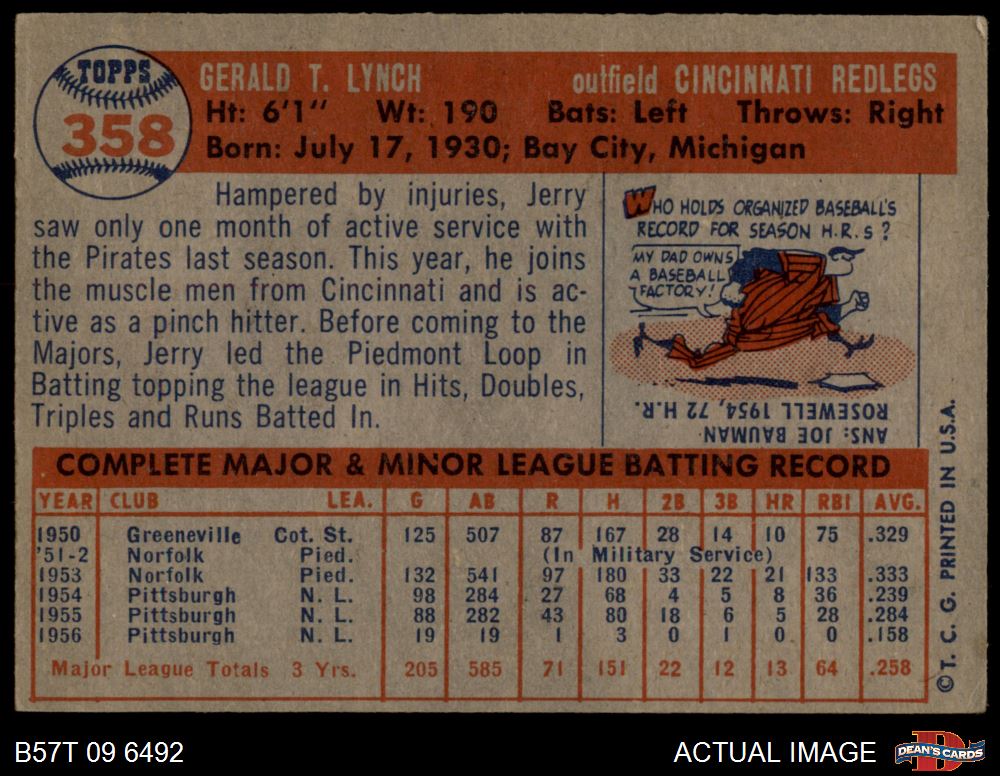 TOPPS
358
GERALD T. LYNCH outfield CINCINNATI REDLEGS
Ht: 6'1" Wt: 190 Bats: Left Throws: Right
Born: July 17, 1930; Bay City, Michigan
Hampered by injuries, Jerry
saw only one month of active service with
the Pirates last season. This year, he joins
the muscle men from Cincinnati and is ac-
tive as a pinch hitter. Before coming to the
Majors, Jerry led the Piedmont Loop in
Batting topping the league in Hits, Doubles,
Triples and Runs Batted In.
WHO HOLDS ORGANIZED BASEBALL'S
RECORD FOR SEASON H.R.s?
MY DAD OWNS
A BASEBALL
FACTORY!
ANS: JOE BAUMAN-
ROSEWELL 1954, 72 H.R.
COMPLETE MAJOR & MINOR LEAGUE BATTING RECORD
YEAR CLUB LEA. G AB R H 2B 3B HR RBI AVG.
1950 Greeneville Cot. St. 125 507 87 167 28 14 10 75 .329
'51-2 Norfolk Pied. (In Military Service)
1953 Norfolk Pied. 132 541 97 180 33 22 21 133 .333
1954 Pittsburgh N. L. 98 284 27 68 4 5 8 36 .239
1955 Pittsburgh N. L. 88 282 43 80 18 6 5 28 .284
1956 Pittsburgh N. L. 19 19 1 3 0 1 0 0 .158
Major League Totals 3 Yrs. 205 585 71 151 22 12 13 64 .258
©T. C. G. PRINTED IN U.S.A.
B57T 09 6492
ACTUAL IMAGE
D
DEAN'S CARDS